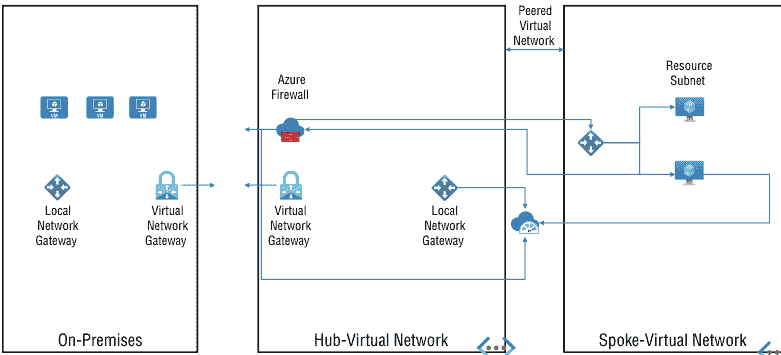 Peered
Virtual
Network
Resource
Subnet
Azure
Firewall
VM
VM
VM
Local
Network
Gateway
Virtual
Network
Gateway
Virtual
Network
Gateway
Local
Network
Gateway
On-Premises
Hub-Virtual Network
Spoke-Virtual Network